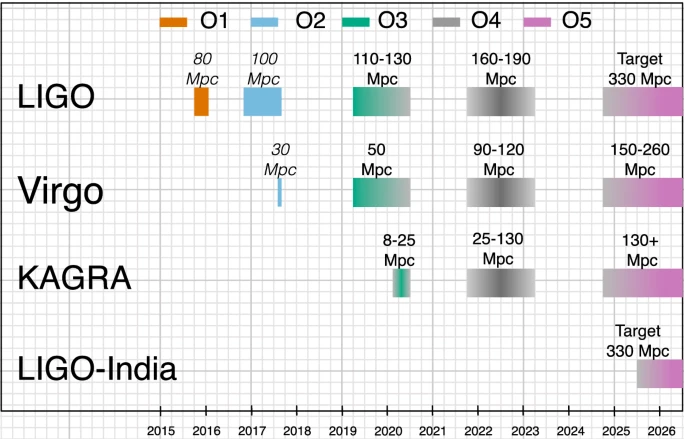 O1 O2 O3 O4 O5
80 100 110-130 160-190 Target
Mpc Mpc Mpc Mpc 330 Mpc
LIGO
30 50 90-120 150-260
Mpc Mpc Mpc Mpc
Virgo
8-25 25-130 130+
Mpc Mpc Mpc
KAGRA
Target
330 Mpc
LIGO-India
2015 2016 2017 2018 2019 2020 2021 2022 2023 2024 2025 2026